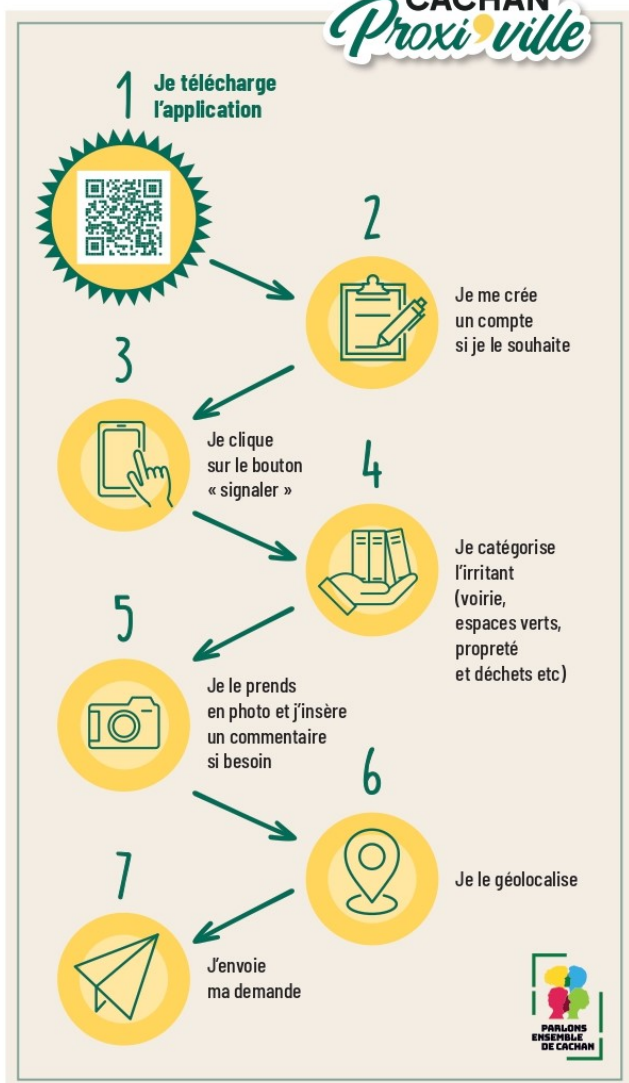 CACHAN
Proxi'ville
1
Je télécharge
l'application
2
Je me crée
un compte
si je le souhaite
3
Je clique
sur le bouton
« signaler »
4
Je catégorise
l'irritant
(voirie,
espaces verts,
propreté
et déchets etc)
5
Je le prends
en photo et j'insère
un commentaire
si besoin
6
Je le géolocalise
7
J'envoie
ma demande
PARLONS
ENSEMBLE
DE CACHAN